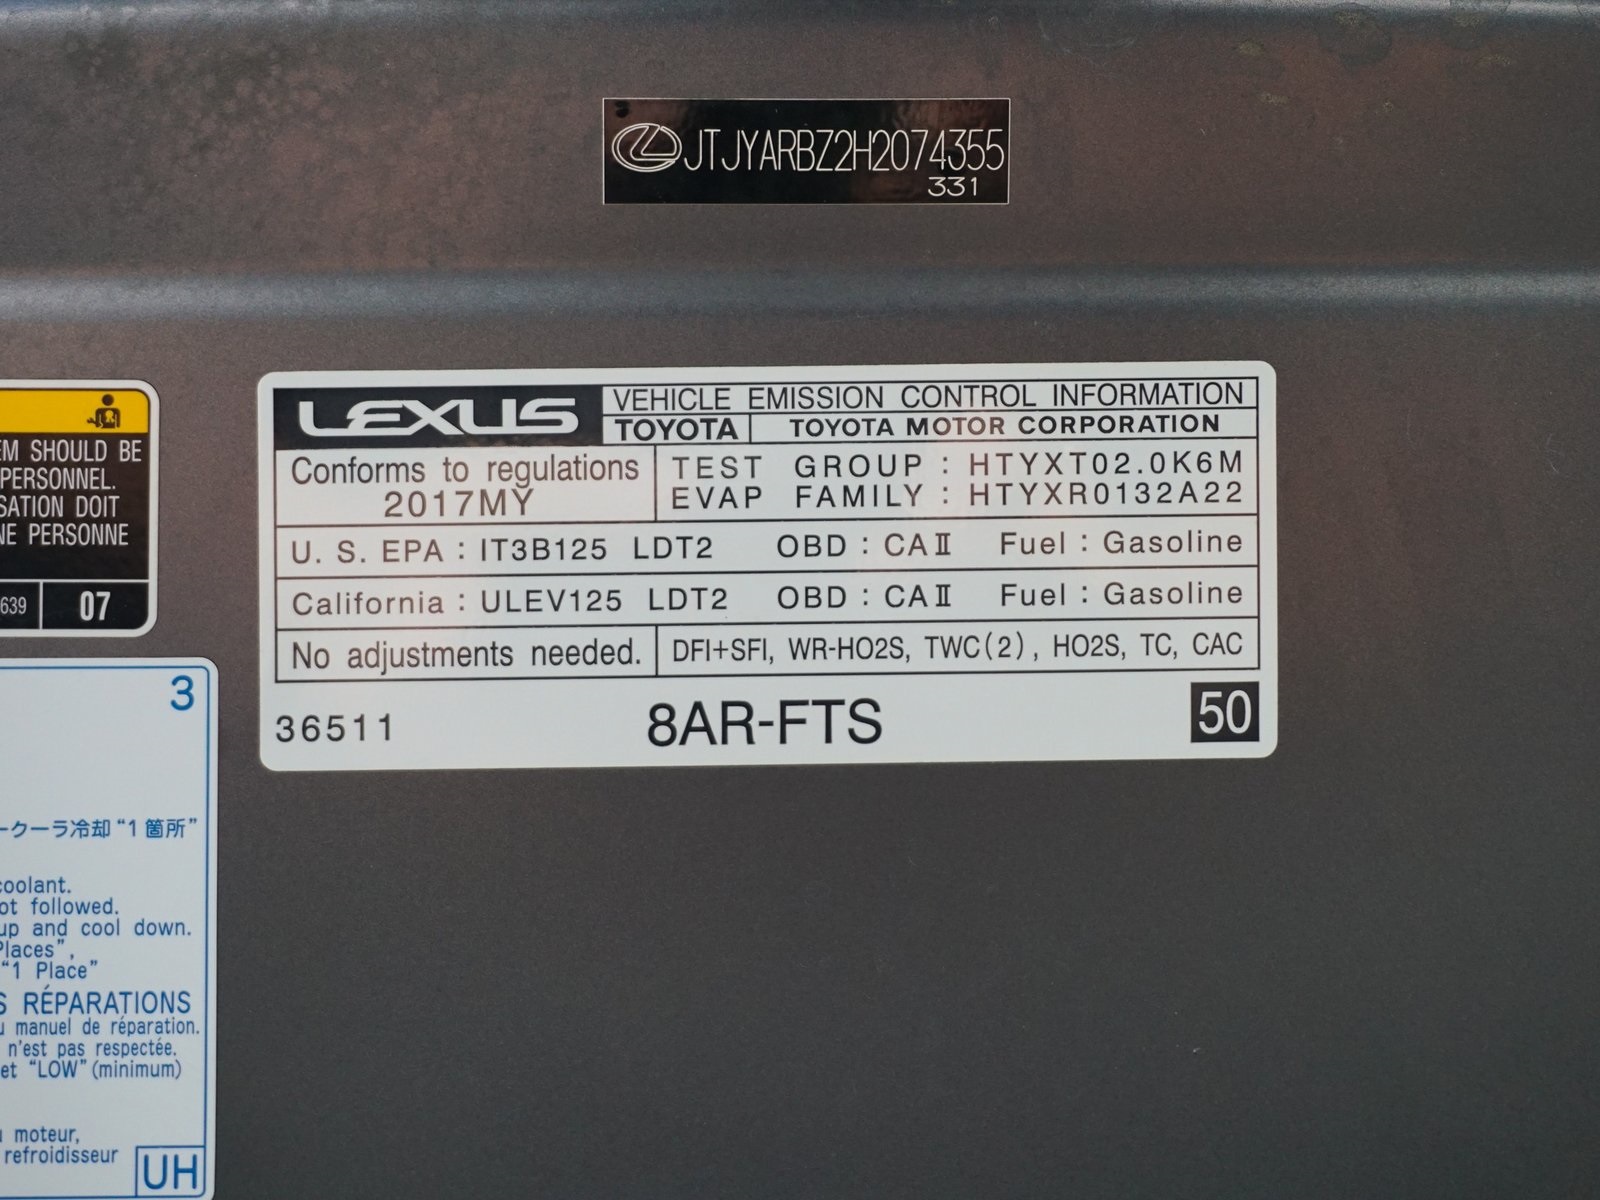 JTJYARBZ2H2074355
331
LEXUS
VEHICLE EMISSION CONTROL INFORMATION
TOYOTA
TOYOTA MOTOR CORPORATION
Conforms to regulations
2017MY
TEST GROUP : HTYXT02.0K6M
EVAP FAMILY : HTYXR0132A22
U. S. EPA : IT3B125 LDT2 OBD : CAⅡ Fuel : Gasoline
California : ULEV125 LDT2 OBD : CAⅡ Fuel : Gasoline
No adjustments needed.
DFI+SFI, WR-HO2S, TWC(2), HO2S, TC, CAC
36511
8AR-FTS
50
SHOULD BE
PERSONNEL.
DOIT
PERSONNE
639
07
3
ークーラ冷却“1箇所”
coolant.
followed.
up and cool down.
Places”,
“1 Place”
RÉPARATIONS
manuel de réparation.
n'est pas respectée.
et “LOW”(minimum)
moteur,
refroidisseur
UH